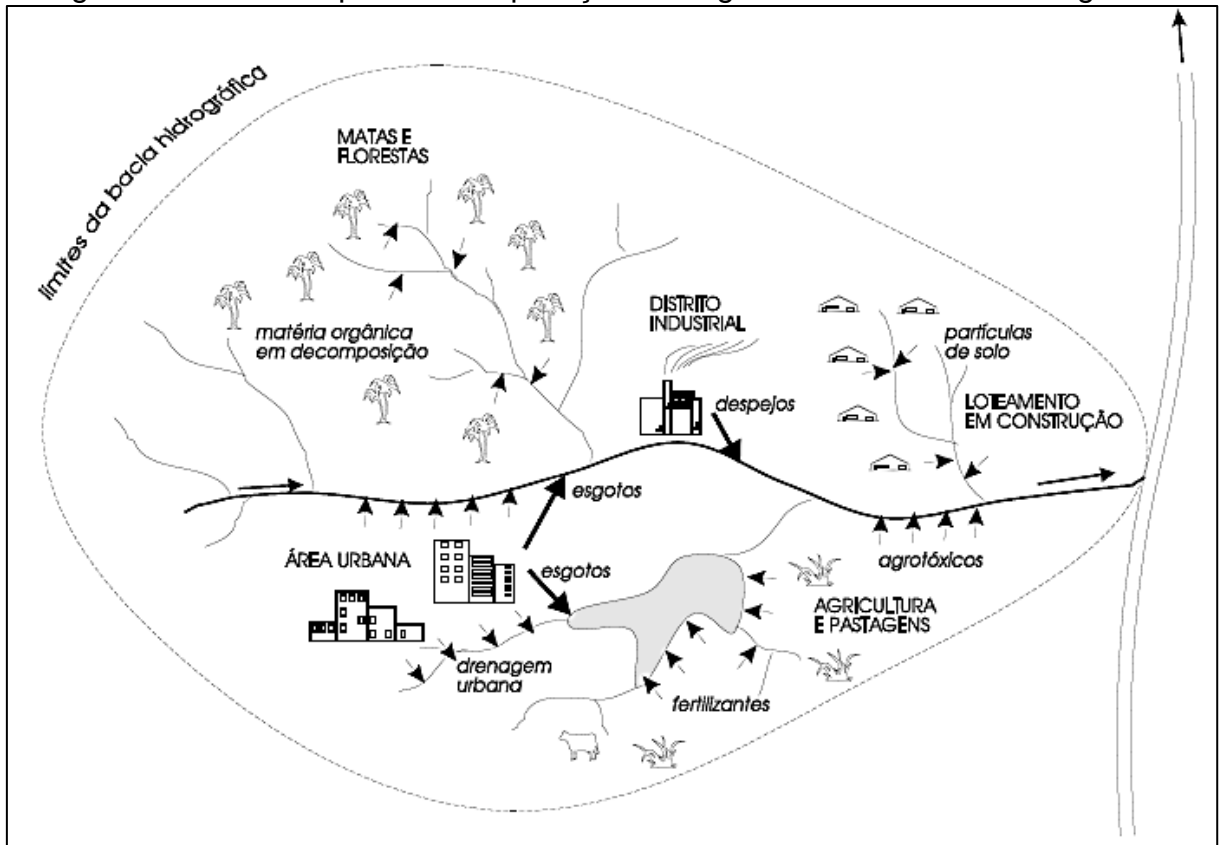 limites da bacia hidrográfica
MATAS E
FLORESTAS
matéria orgânica
em decomposição
DISTRITO
INDUSTRIAL
despejos
partículas
de solo
LOTEAMENTO
EM CONSTRUÇÃO
esgotos
ÁREA URBANA
esgotos
agrotóxicos
AGRICULTURA
E PASTAGENS
drenagem
urbana
fertilizantes